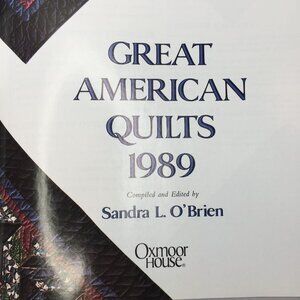 GREAT
AMERICAN
QUILTS
1989
Compiled and Edited by
Sandra L. O'Brien
Oxmoor
House®